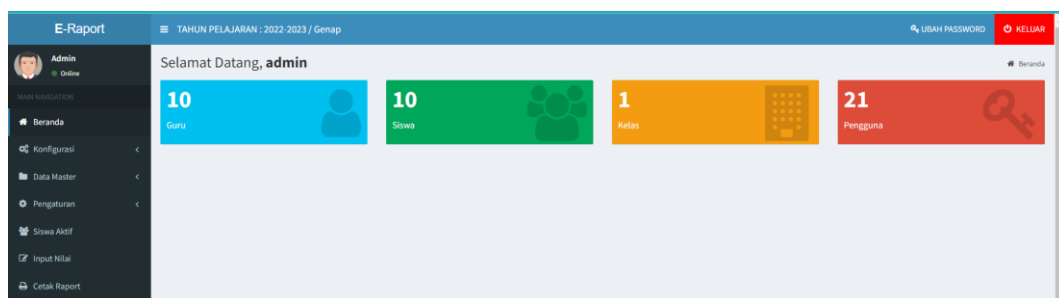 E-Raport
TAHUN PELAJARAN : 2022-2023 / Genap
UBAH PASSWORD
KELUAR
Admin
Online
MAIN NAVIGATION
Beranda
Konfigurasi
Data Master
Pengaturan
Siswa Aktif
Input Nilai
Cetak Raport
Selamat Datang, admin
Beranda
10
Guru
10
Siswa
1
Kelas
21
Pengguna